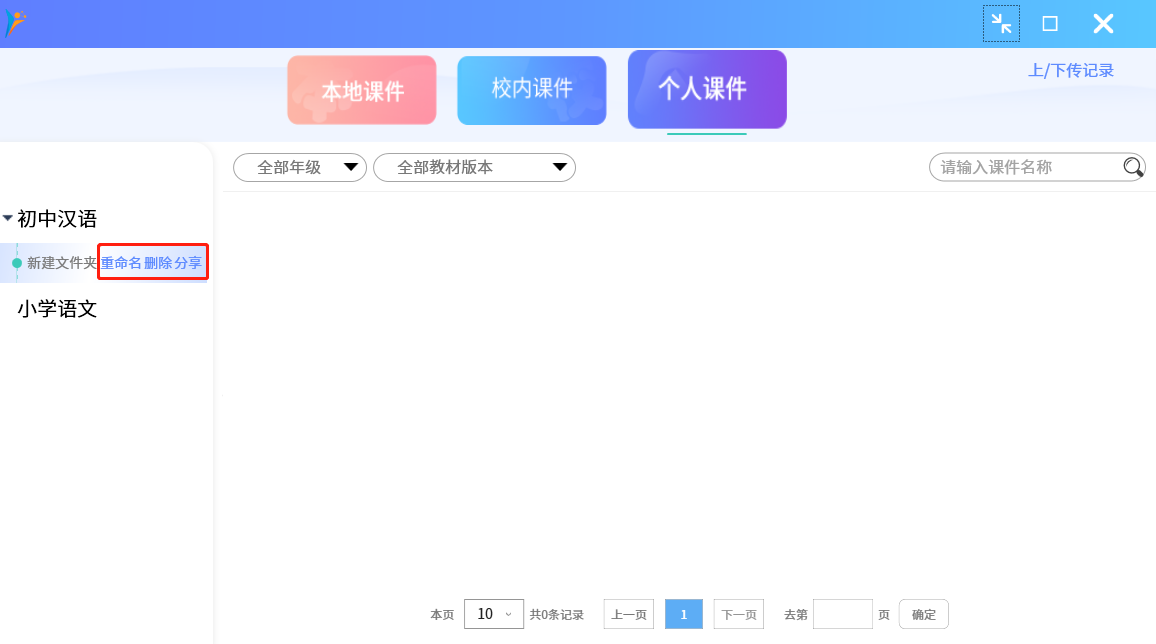 本地课件
校内课件
个人课件
上/下传记录
全部年级
全部教材版本
请输入课件名称
初中汉语
新建文件夹 重命名 删除 分享
小学语文
本页 10 共0条记录 上一页 1 下一页 去第 页 确定